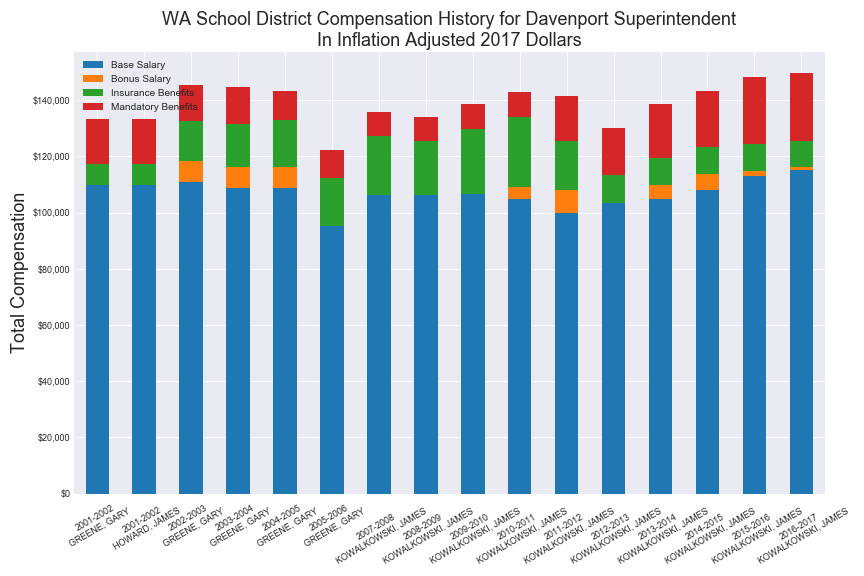 WA School District Compensation History for Davenport Superintendent
In Inflation Adjusted 2017 Dollars
Base Salary
Bonus Salary
Insurance Benefits
Mandatory Benefits
Total Compensation
$140,000
$120,000
$100,000
$80,000
$60,000
$40,000
$20,000
$0
2001-2002
GREENE, GARY
2001-2002
HOWARD, JAMES
2002-2003
GREENE, GARY
2003-2004
GREENE, GARY
2004-2005
GREENE, GARY
2005-2006
GREENE, GARY
2007-2008
KOWALKOWSKI, JAMES
2008-2009
KOWALKOWSKI, JAMES
2009-2010
KOWALKOWSKI, JAMES
2010-2011
KOWALKOWSKI, JAMES
2011-2012
KOWALKOWSKI, JAMES
2012-2013
KOWALKOWSKI, JAMES
2013-2014
KOWALKOWSKI, JAMES
2014-2015
KOWALKOWSKI, JAMES
2015-2016
KOWALKOWSKI, JAMES
2016-2017
KOWALKOWSKI, JAMES